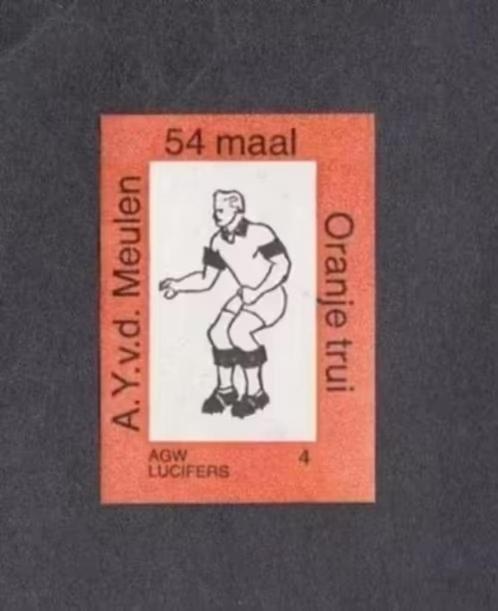 54 maal
A.Y.v.d. Meulen
Oranje trui
AGW
LUCIFERS
4